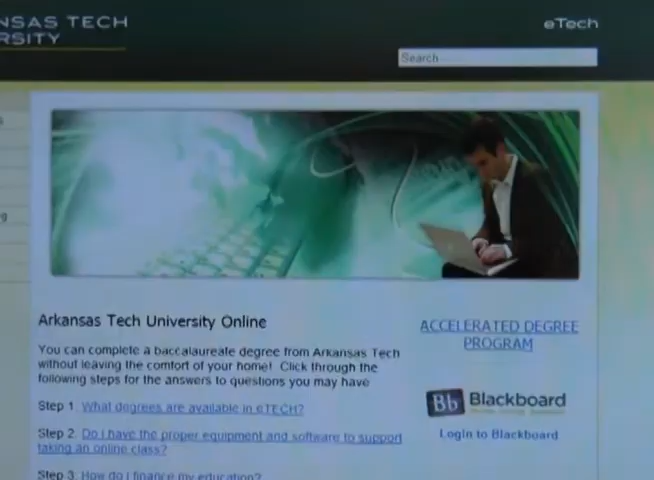 NSAS TECH
RSITY
eTech
Search
Arkansas Tech University Online
You can complete a baccalaureate degree from Arkansas Tech
without leaving the comfort of your home! Click through the
following steps for the answers to questions you may have
Step 1. What degrees are available in eTECH?
Step 2. Do I have the proper equipment and software to support
taking an online class?
Step 3. How do I finance my education?
ACCELERATED DEGREE
PROGRAM
Bb Blackboard
Login to Blackboard